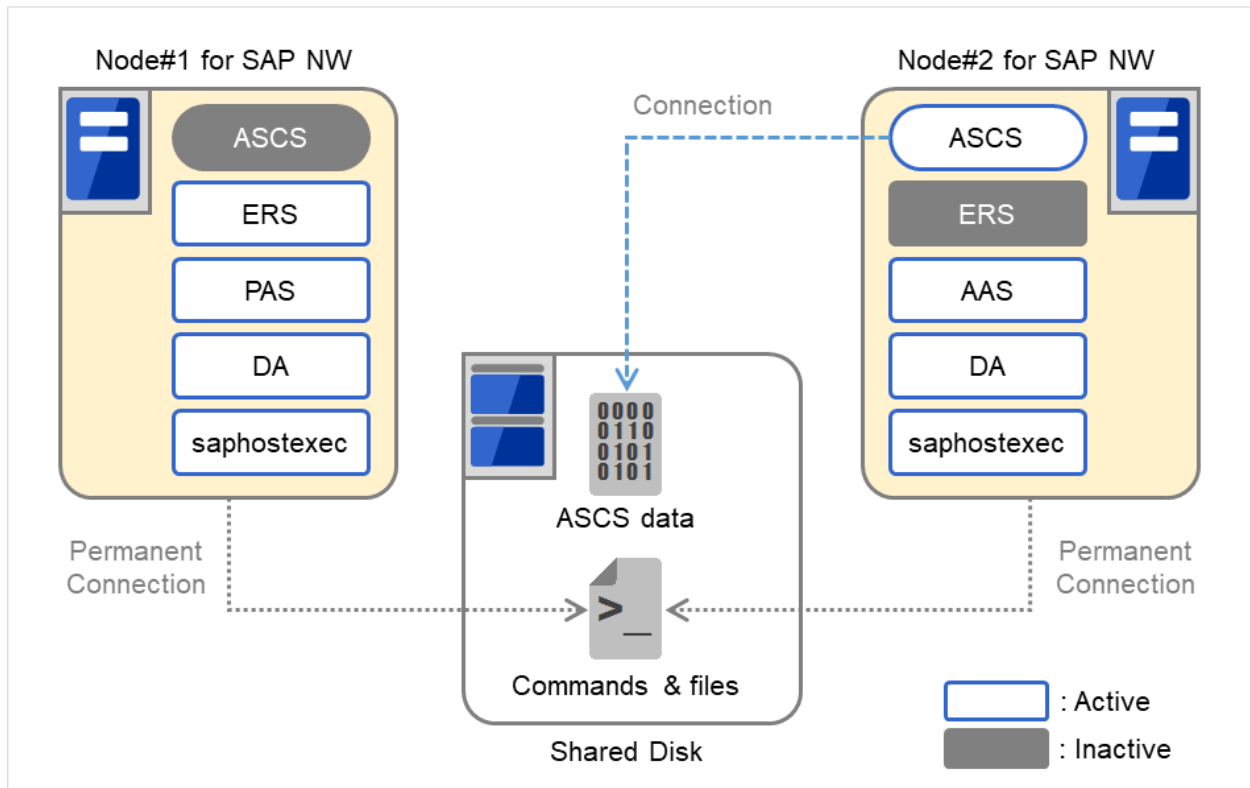 Node#1 for SAP NW
ASCS
ERS
PAS
DA
saphostexec
Permanent
Connection
Node#2 for SAP NW
Connection
ASCS
ERS
AAS
DA
saphostexec
Permanent
Connection
0000
0110
0101
0101
ASCS data
>_
Commands & files
Shared Disk
: Active
: Inactive